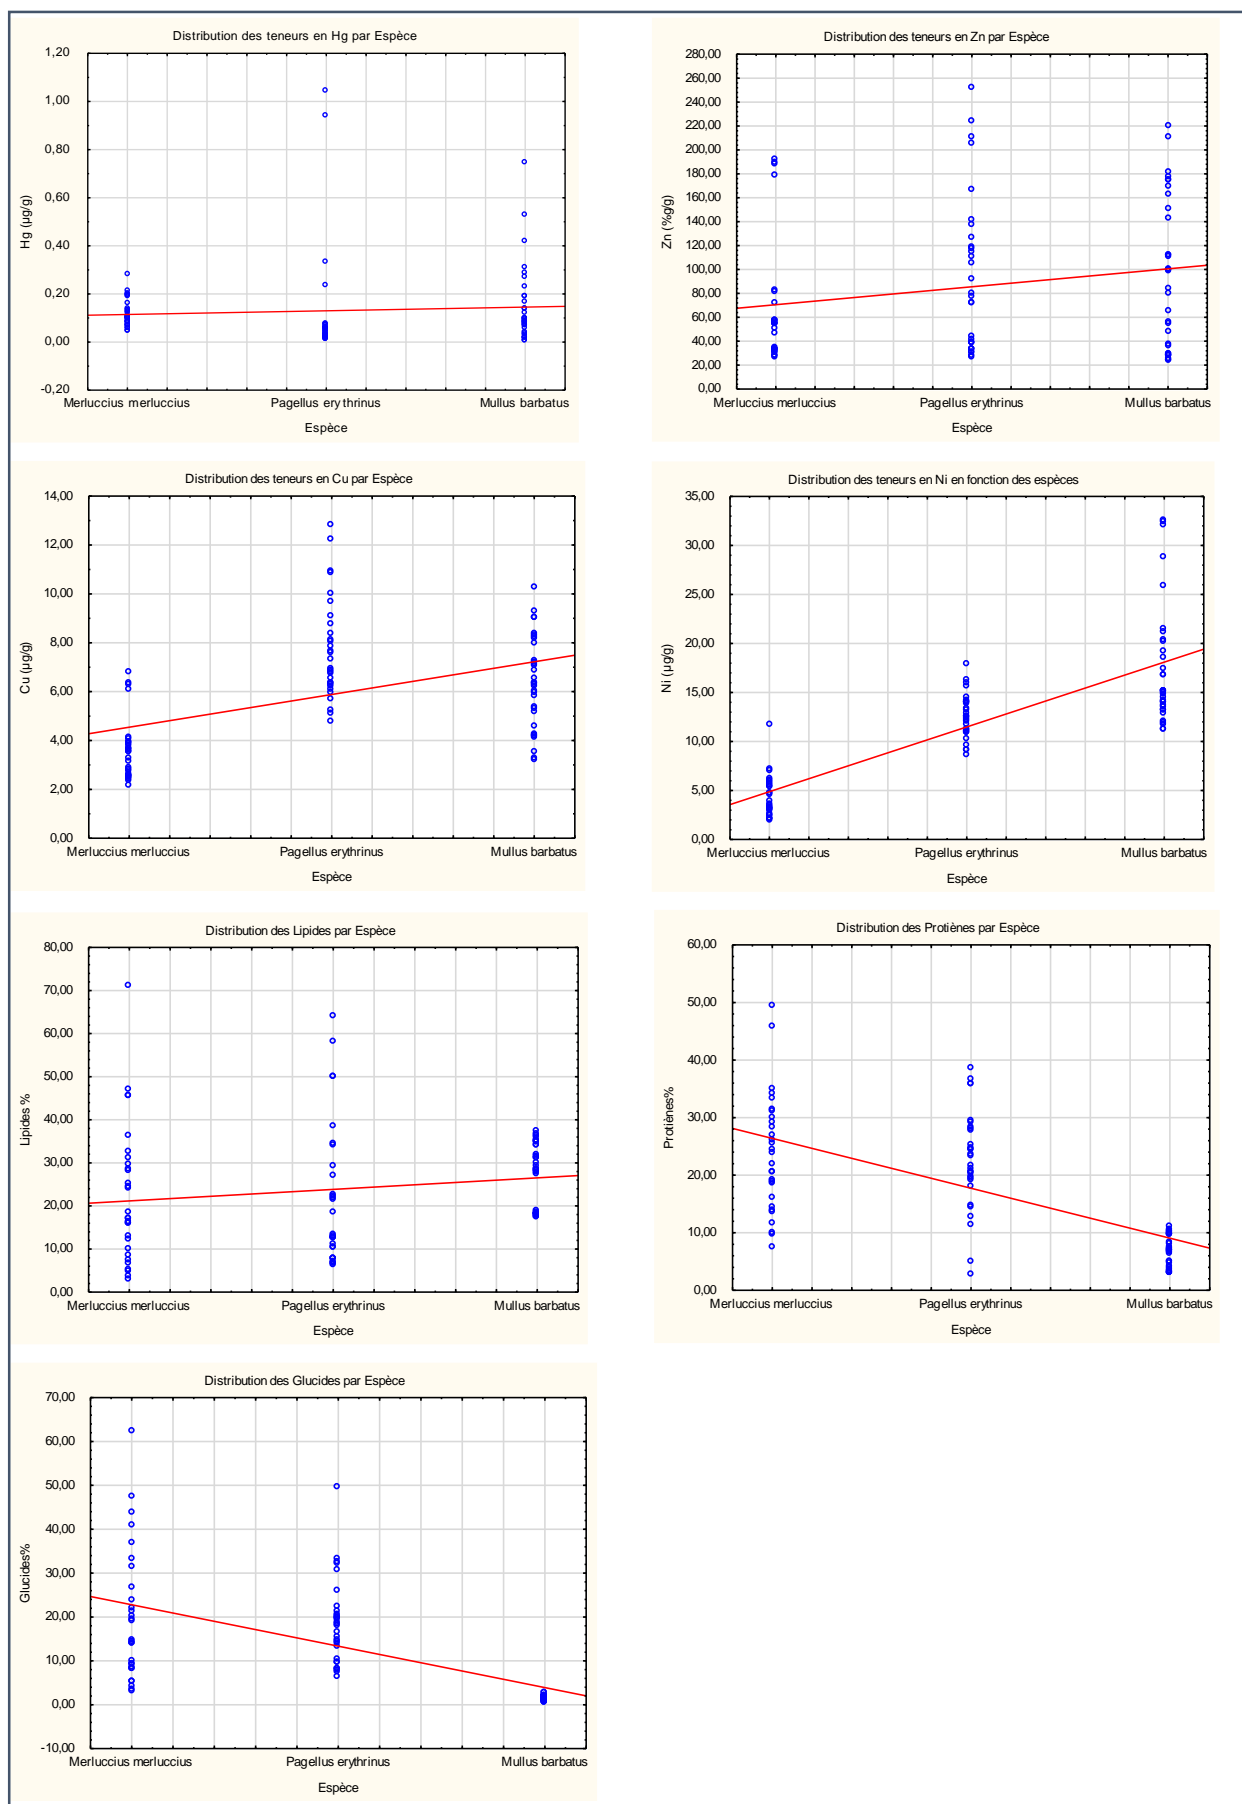 Distribution des teneurs en Hg par Espèce
1,20
1,00
0,80
0,60
0,40
0,20
0,00
-0,20
Hg (µg/g)
Merluccius merluccius
Pagellus erythrinus
Mullus barbatus
Espèce
Distribution des teneurs en Zn par Espèce
280,00
260,00
240,00
220,00
200,00
180,00
160,00
140,00
120,00
100,00
80,00
60,00
40,00
20,00
0,00
Zn (%g/g)
Merluccius merluccius
Pagellus erythrinus
Mullus barbatus
Espèce
Distribution des teneurs en Cu par Espèce
14,00
12,00
10,00
8,00
6,00
4,00
2,00
0,00
Cu (µg/g)
Merluccius merluccius
Pagellus erythrinus
Mullus barbatus
Espèce
Distribution des teneurs en Ni en fonction des espèces
35,00
30,00
25,00
20,00
15,00
10,00
5,00
0,00
Ni (µg/g)
Merluccius merluccius
Pagellus erythrinus
Mullus barbatus
Espèce
Distribution des Lipides par Espèce
80,00
70,00
60,00
50,00
40,00
30,00
20,00
10,00
0,00
Lipides %
Merluccius merluccius
Pagellus erythrinus
Mullus barbatus
Espèce
Distribution des Protiènes par Espèce
60,00
50,00
40,00
30,00
20,00
10,00
0,00
Protiènes%
Merluccius merluccius
Pagellus erythrinus
Mullus barbatus
Espèce
Distribution des Glucides par Espèce
70,00
60,00
50,00
40,00
30,00
20,00
10,00
0,00
-10,00
Glucides%
Merluccius merluccius
Pagellus erythrinus
Mullus barbatus
Espèce